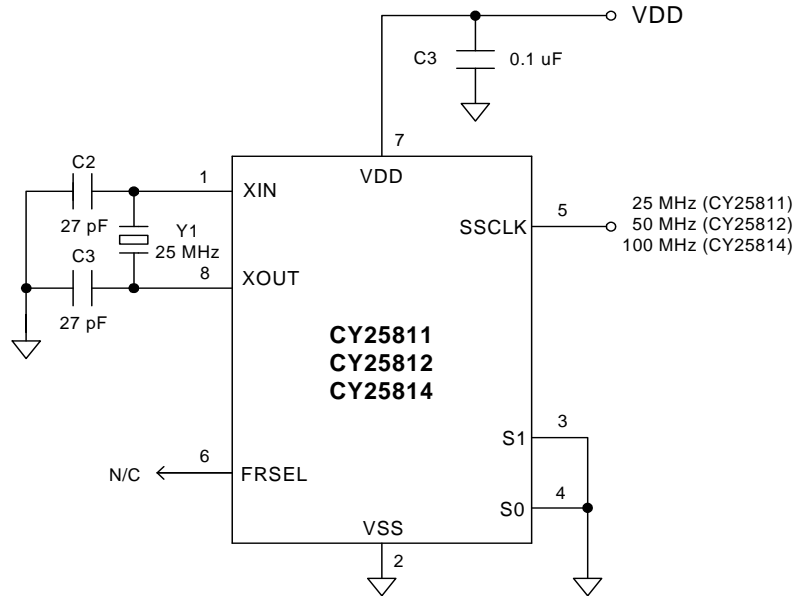 VDD
C3 0.1 uF
7
VDD
C2
27 pF
1
XIN
Y1
25 MHz
C3
27 pF
8
XOUT
5
SSCLK
25 MHz (CY25811)
50 MHz (CY25812)
100 MHz (CY25814)
CY25811
CY25812
CY25814
3
S1
N/C
6
FRSEL
4
S0
VSS
2